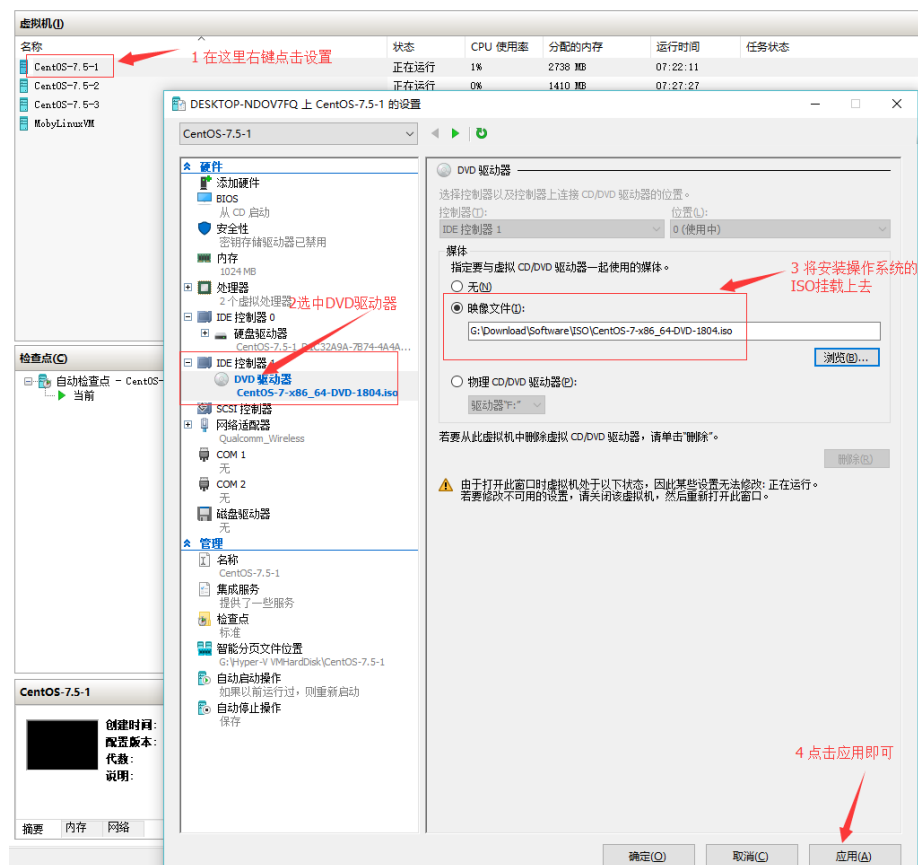 虚拟机(I)
名称 状态 CPU 使用率 分配的内存 运行时间 任务状态
CentOS-7.5-1 正在运行 1% 2738 MB 07:22:11
1 在这里右键点击设置
CentOS-7.5-2 正在运行 0% 1410 MB 07:27:27
CentOS-7.5-3
MobyLinuxVM
DESKTOP-NDOV7FQ 上 CentOS-7.5-1 的设置
CentOS-7.5-1
硬件
添加硬件
BIOS
从 CD 启动
安全性
密钥存储驱动器已禁用
内存
1024 MB
处理器
2 个虚拟处理器
2选中DVD驱动器
IDE 控制器 0
硬盘驱动器
IDE 控制器 1
DVD 驱动器
CentOS-7-x86_64-DVD-1804.iso
SCSI 控制器
网络适配器
Qualcomm_Wireless
COM 1
无
COM 2
无
磁盘驱动器
无
管理
名称
CentOS-7.5-1
集成服务
提供了一些服务
检查点
标准
智能分页文件位置
G:\Hyper-V VMHardDisk\CentOS-7.5-1
自动启动操作
如果以前运行过，则重新启动
自动停止操作
保存
DVD 驱动器
选择控制器以及控制器上连接 CD/DVD 驱动器的位置。
控制器(T): 位置(L):
IDE 控制器 1 0 (使用中)
媒体
指定要与虚拟 CD/DVD 驱动器一起使用的媒体。
无(N)
3 将安装操作系统的
ISO挂载上去
映像文件(I):
G:\Download\Software\ISO\CentOS-7-x86_64-DVD-1804.iso
浏览(B)...
物理 CD/DVD 驱动器(P):
驱动器"F:"
若要从此虚拟机中删除虚拟 CD/DVD 驱动器，请单击"删除"。
删除(R)
由于打开此窗口时虚拟机处于以下状态，因此某些设置无法修改: 正在运行。
若要修改不可用的设置，请关闭该虚拟机，然后重新打开此窗口。
4 点击应用即可
确定(O) 取消(C) 应用(A)
检查点(C)
自动检查点 - CentOS-
当前
CentOS-7.5-1
创建时间:
配置版本:
代数:
说明:
摘要 内存 网络